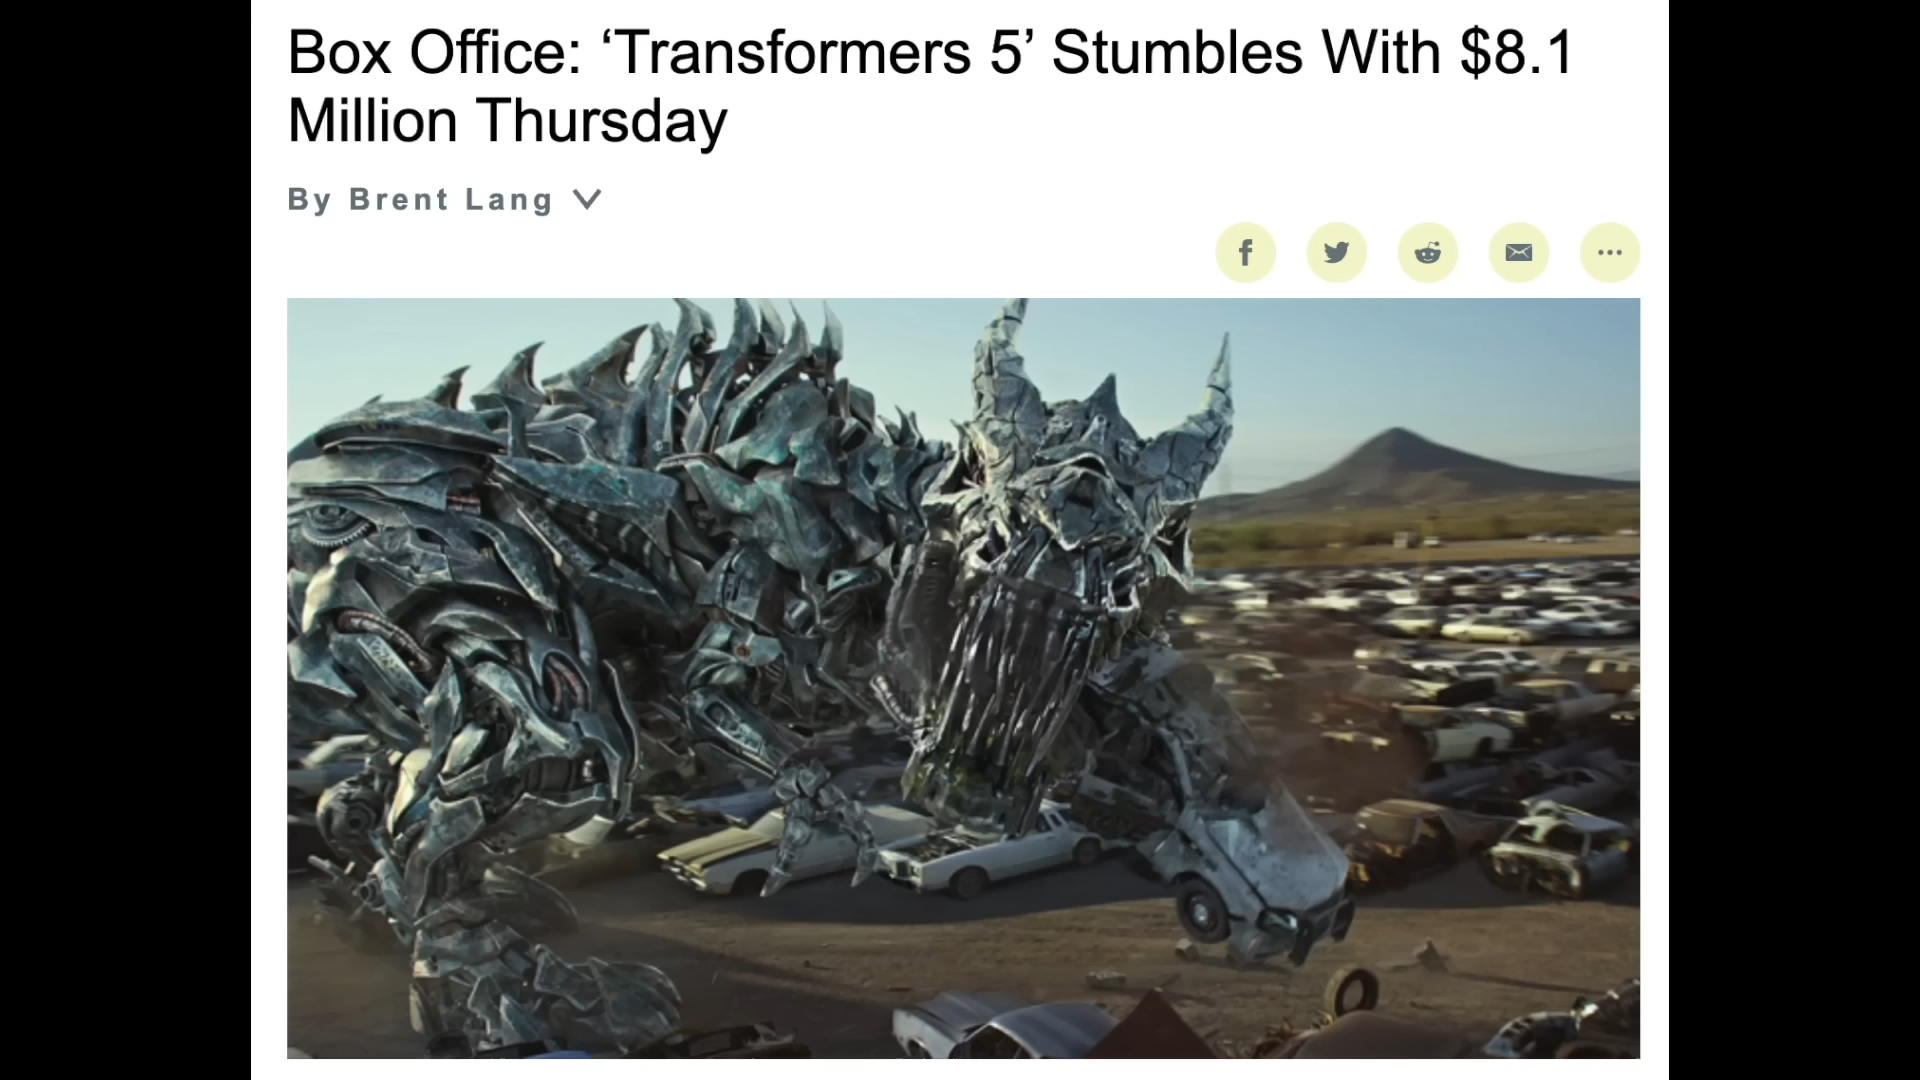 Box Office: ‘Transformers 5’ Stumbles With $8.1
Million Thursday
By Brent Lang